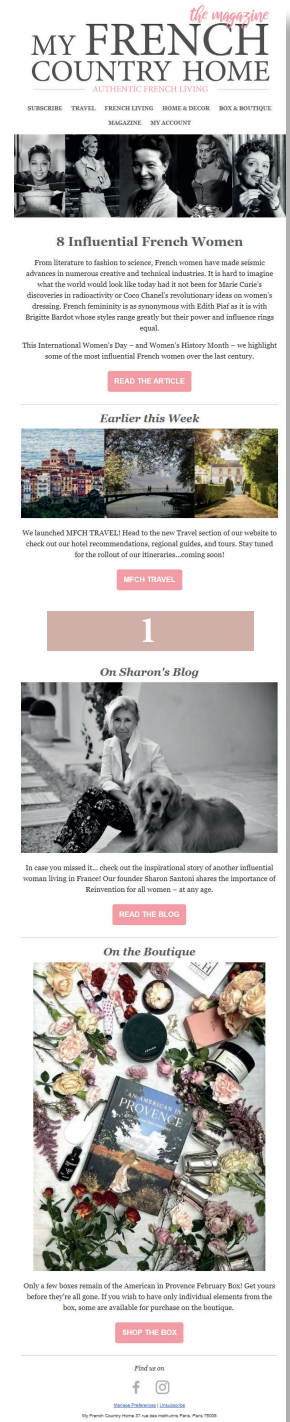 the magazine
MY FRENCH
COUNTRY HOME
AUTHENTIC FRENCH LIVING
SUBSCRIBE TRAVEL FRENCH LIVING HOME & DECOR BOX & BOUTIQUE
MAGAZINE MY ACCOUNT
8 Influential French Women
From literature to fashion to science, French women have made seismic
advances in numerous creative and technical industries. It is hard to imagine
what the world would look like today had it not been for Marie Curie's
discoveries in radioactivity or Coco Chanel's revolutionary ideas on women's
dressing. French femininity is as synonymous with Edith Piaf as it is with
Brigitte Bardot whose styles range greatly but their power and influence rings
equal.
This International Women's Day – and Women's History Month – we highlight
some of the most influential French women over the last century.
READ THE ARTICLE
Earlier this Week
We launched MFCH TRAVEL! Head to the new Travel section of our website to
check out our hotel recommendations, regional guides, and tours. Stay tuned
for the rollout of our itineraries...coming soon!
MFCH TRAVEL
1
On Sharon's Blog
In case you missed it... check out the inspirational story of another influential
woman living in France! Our founder Sharon Santoni shares the importance of
Reinvention for all women – at any age.
READ THE BLOG
On the Boutique
AN AMERICAN IN
PROVENCE
Only a few boxes remain of the American in Provence February Box! Get yours
before they're all gone. If you wish to have only individual elements from the
box, some are available for purchase on the boutique.
SHOP THE BOX
Find us on
Manage Preferences | Unsubscribe
My French Country Home 37 rue des mathurins Paris, Paris 75008